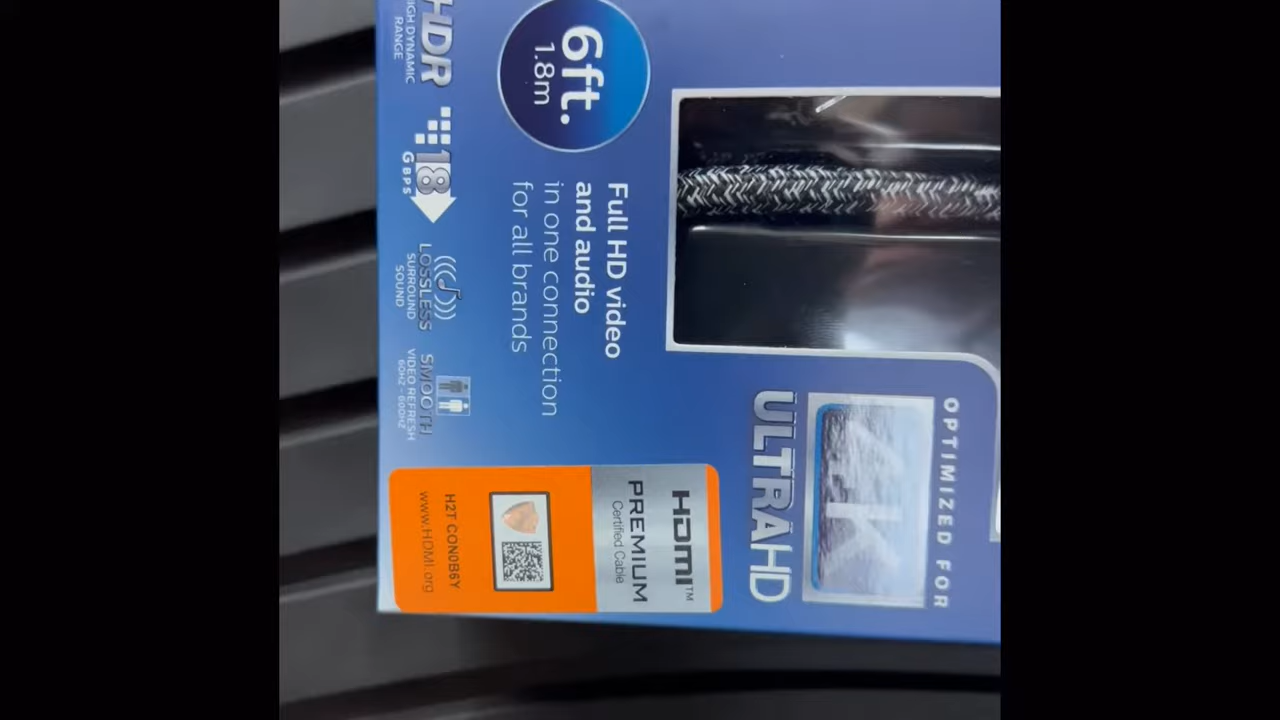 OPTIMIZED FOR
4K
ULTRAHD
6ft.
1.8m
Full HD video
and audio
in one connection
for all brands
HDR
HIGH DYNAMIC
RANGE
18
GBPS
LOSSLESS
SURROUND
SOUND
SMOOTH
VIDEO REFRESH
60HZ - 600HZ
HDMI™
PREMIUM
Certified Cable
H2T CON0B6Y
www.HDMI.org